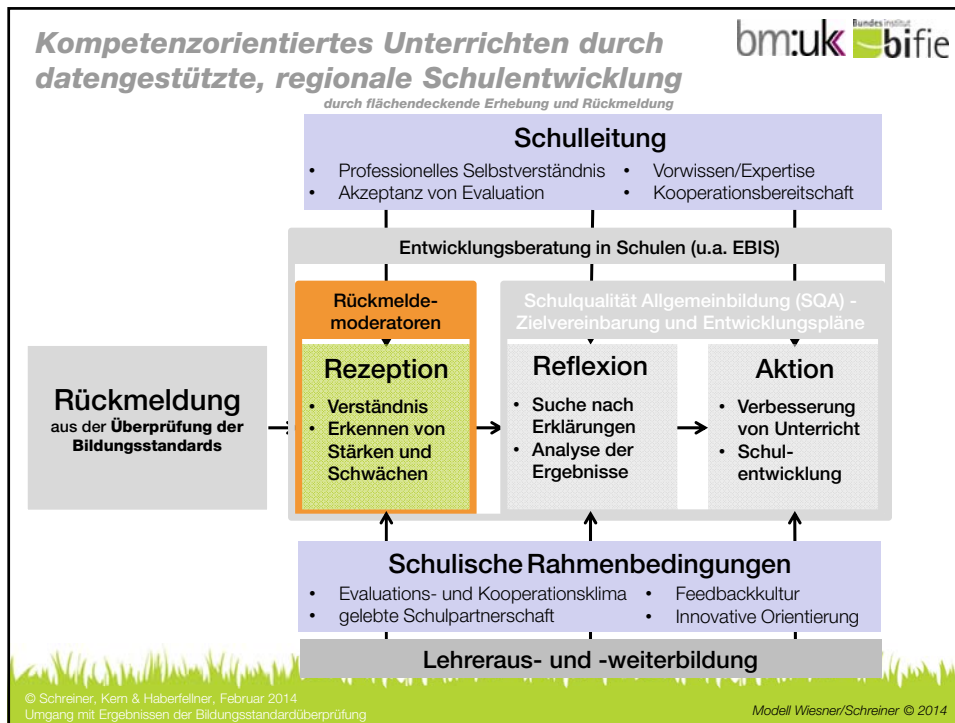 Kompetenzorientiertes Unterrichten durch
datengestützte, regionale Schulentwicklung
durch flächendeckende Erhebung und Rückmeldung
bm:uk
Bundesinstitut
bifie
Schulleitung
• Professionelles Selbstverständnis
• Akzeptanz von Evaluation
• Vorwissen/Expertise
• Kooperationsbereitschaft
Entwicklungsberatung in Schulen (u.a. EBIS)
Rückmelde-
moderatoren
Schulqualität Allgemeinbildung (SQA) -
Zielvereinbarung und Entwicklungspläne
Rückmeldung
aus der Überprüfung der
Bildungsstandards
Rezeption
• Verständnis
• Erkennen von
Stärken und
Schwächen
Reflexion
• Suche nach
Erklärungen
• Analyse der
Ergebnisse
Aktion
• Verbesserung
von Unterricht
• Schul-
entwicklung
Schulische Rahmenbedingungen
• Evaluations- und Kooperationsklima
• gelebte Schulpartnerschaft
• Feedbackkultur
• Innovative Orientierung
Lehreraus- und -weiterbildung
© Schreiner, Kern & Haberfellner, Februar 2014
Umgang mit Ergebnissen der Bildungsstandardüberprüfung
Modell Wiesner/Schreiner © 2014